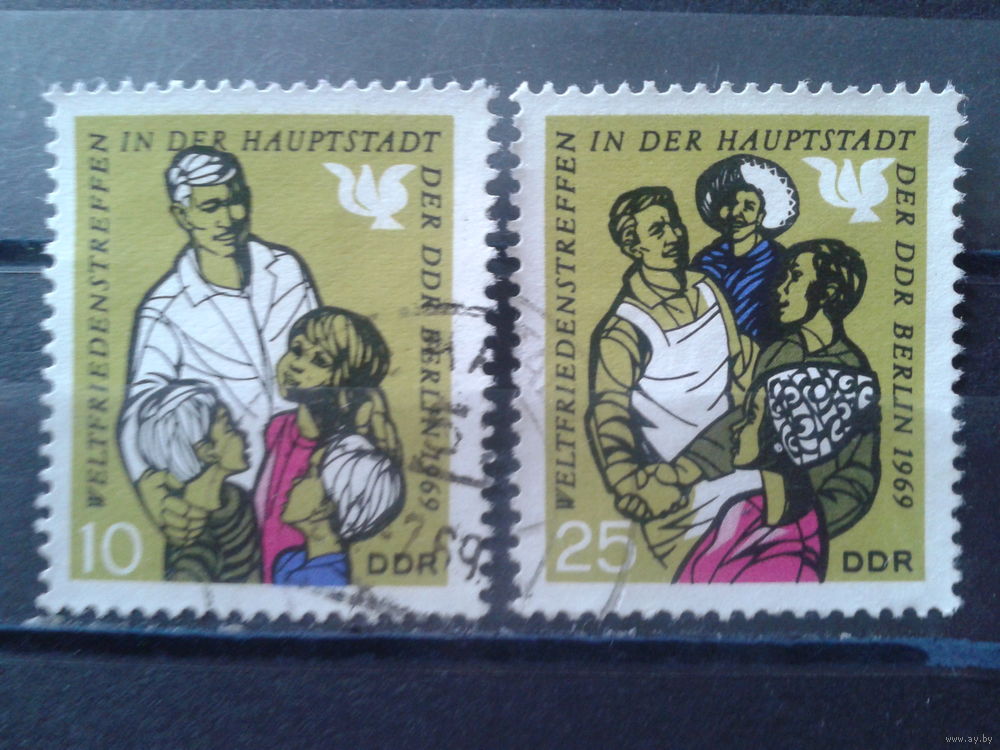 WELTFRIEDENSTREFFEN
IN DER HAUPTSTADT
DER DDR BERLIN 1969
10
DDR
WELTFRIEDENSTREFFEN
IN DER HAUPTSTADT
DER DDR BERLIN 1969
25
DDR
www.ay.by